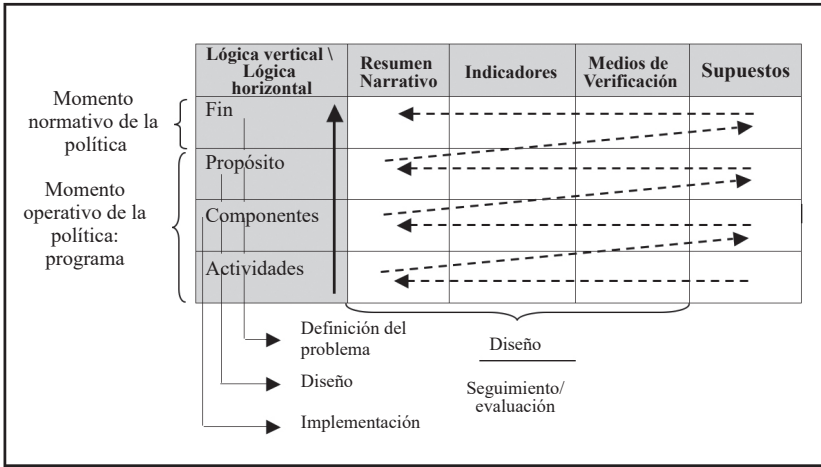 Lógica vertical \
Lógica
horizontal
Resumen
Narrativo
Indicadores
Medios de
Verificación
Supuestos
Momento
normativo de la
política
Fin
Propósito
Momento
operativo de la
política:
programa
Componentes
Actividades
Definición del
problema
Diseño
Implementación
Diseño
Seguimiento/
evaluación